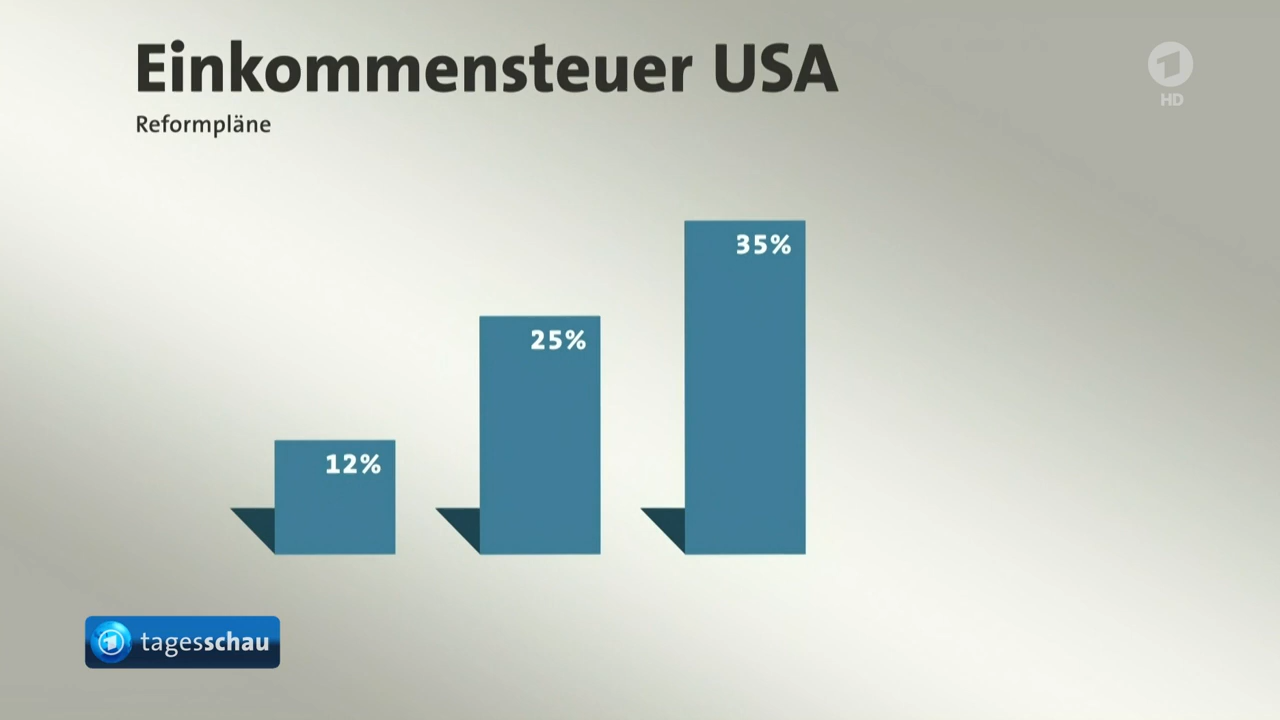 Einkommensteuer USA
Reformpläne
HD
35%
25%
12%
tagesschau